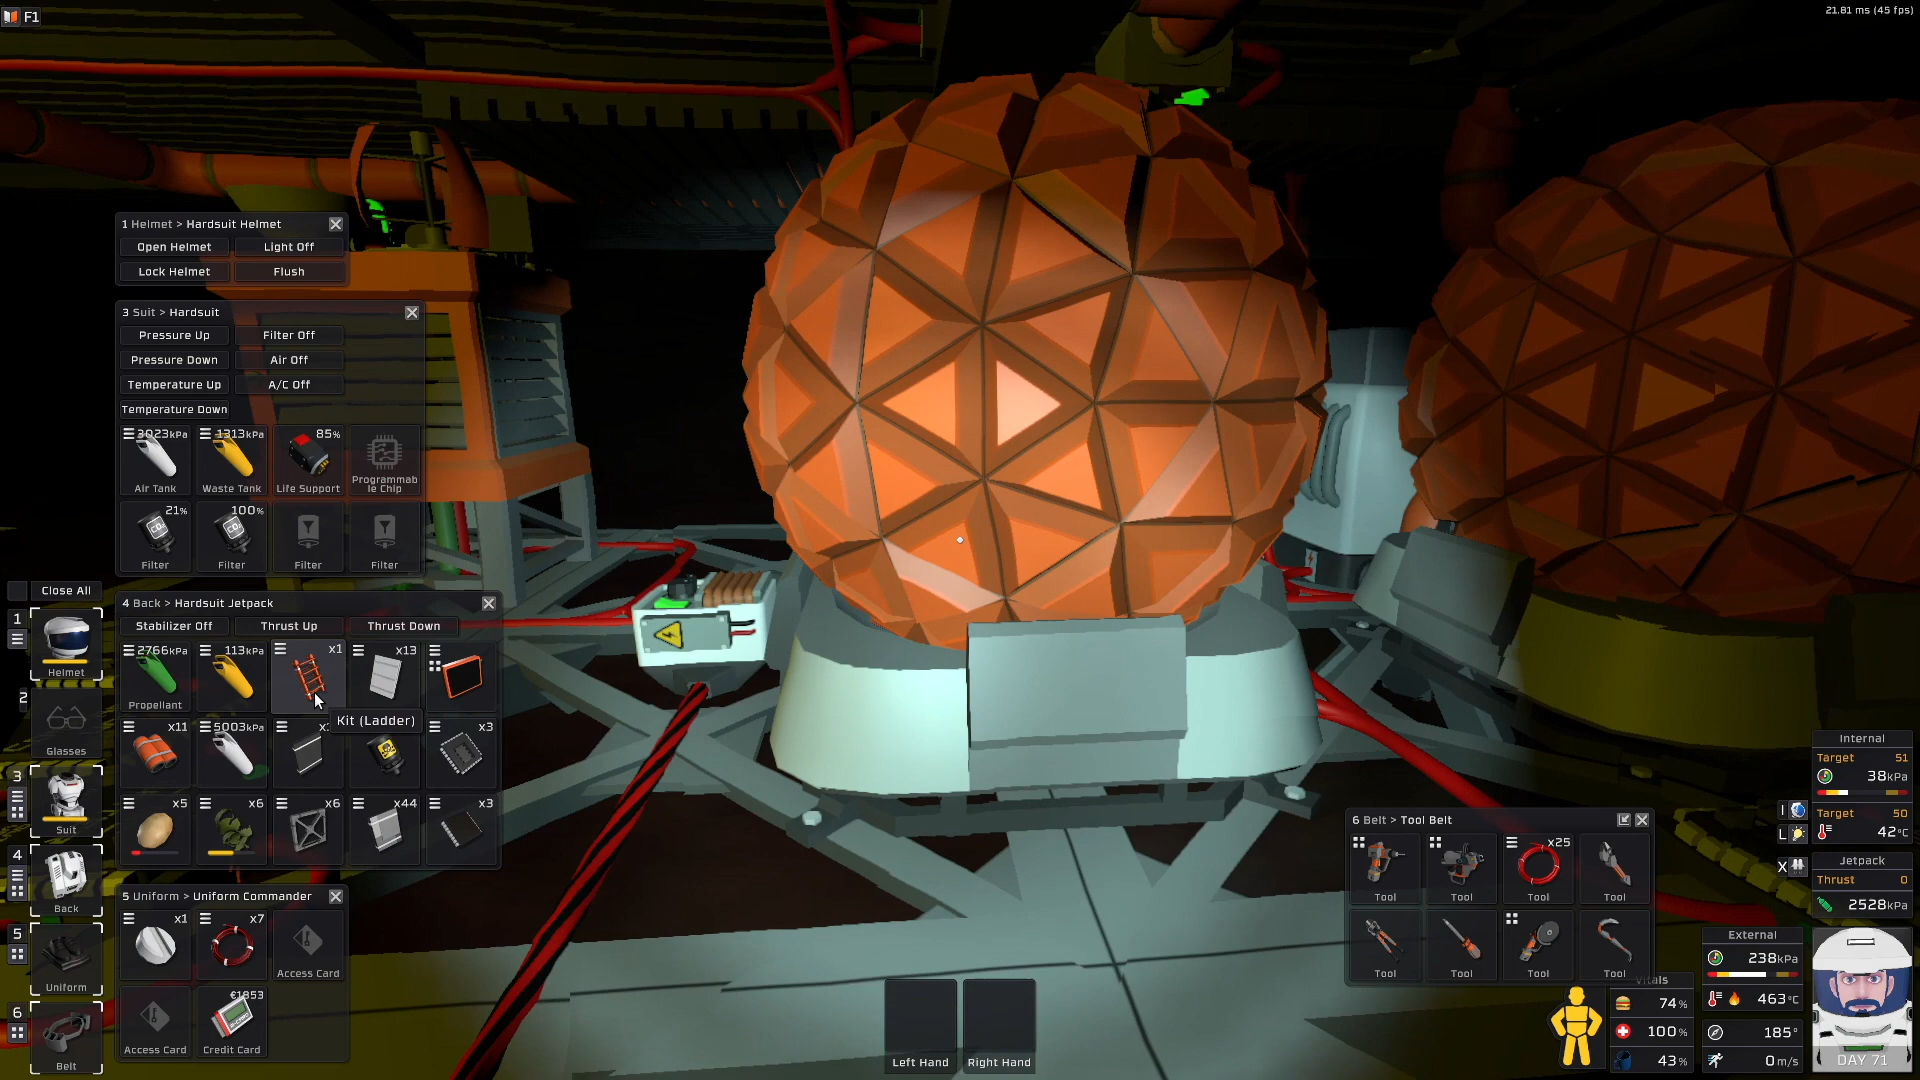 F1
21.81 ms (45 fps)
1 Helmet > Hardsuit Helmet
Open Helmet
Light Off
Lock Helmet
Flush
3 Suit > Hardsuit
Pressure Up
Filter Off
Pressure Down
Air Off
Temperature Up
A/C Off
Temperature Down
3023kPa
1313kPa
85%
Air Tank
Waste Tank
Life Support
Programmab
le Chip
21%
100%
Filter
Filter
Filter
Filter
Close All
4 Back > Hardsuit Jetpack
Stabilizer Off
Thrust Up
Thrust Down
2766kPa
113kPa
x1
x13
Propellant
Kit (Ladder)
x11
5003kPa
x3
x5
x6
x6
x44
x3
5 Uniform > Uniform Commander
x1
x7
Access Card
€1853
Access Card
Credit Card
1
Helmet
2
Glasses
3
Suit
4
Back
5
Uniform
6
Belt
Left Hand
Right Hand
6 Belt > Tool Belt
x25
Tool
Tool
Tool
Tool
Tool
Tool
Tool
Tool
Internal
Target 51
38kPa
Target 50
42°C
I
L
X
Jetpack
Thrust 0
2528kPa
External
238kPa
463°C
185°
0m/s
Vitals
74%
100%
43%
DAY 71